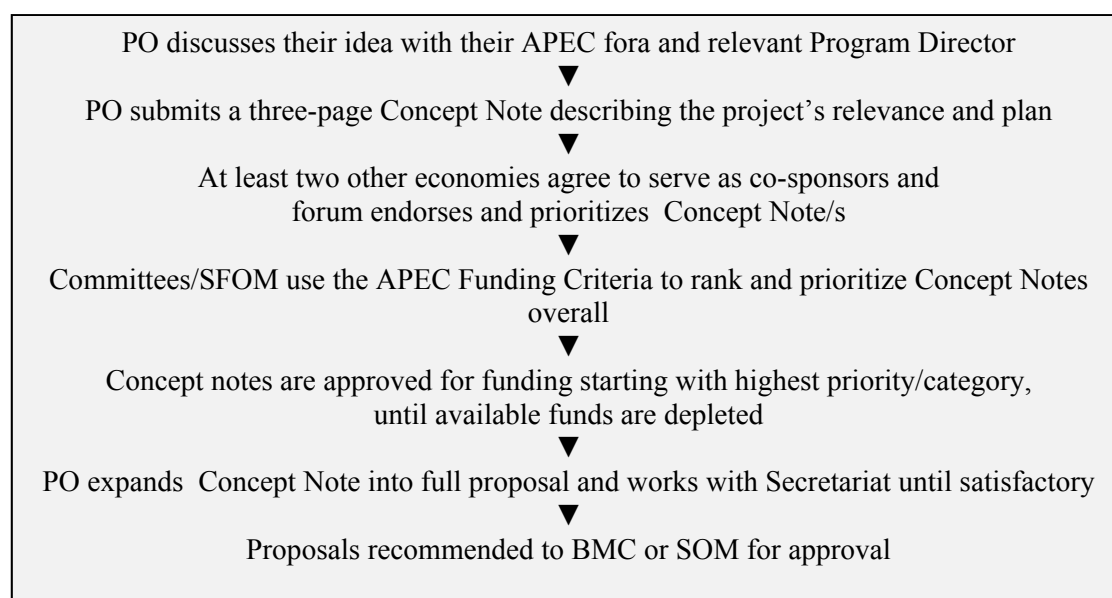 PO discusses their idea with their APEC fora and relevant Program Director
▼
PO submits a three-page Concept Note describing the project’s relevance and plan
▼
At least two other economies agree to serve as co-sponsors and
forum endorses and prioritizes  Concept Note/s
▼
Committees/SFOM use the APEC Funding Criteria to rank and prioritize Concept Notes
overall
▼
Concept notes are approved for funding starting with highest priority/category,
until available funds are depleted
▼
PO expands  Concept Note into full proposal and works with Secretariat until satisfactory
▼
Proposals recommended to BMC or SOM for approval